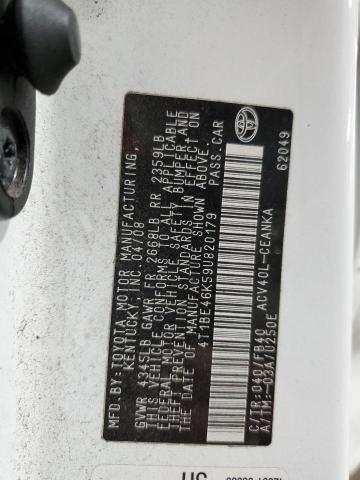 MFD.BY:TOYOTA MOTOR MANUFACTURING,
KENTUCKY, INC. 04/08
GVWR 4345LB GAWR FR 2668LB RR 2359LB
THIS VEHICLE CONFORMS TO ALL APPLICABLE
FEDERAL MOTOR VEHICLE SAFETY, BUMPER, AND
THEFT PREVENTION STANDARDS IN EFFECT ON
THE DATE OF MANUFACTURE SHOWN ABOVE.
4T1BE46K59U820179 PASS.CAR
C/TR:040/FB40 ACV40L-CEANKA
A/TM:-03A/U250E 62049